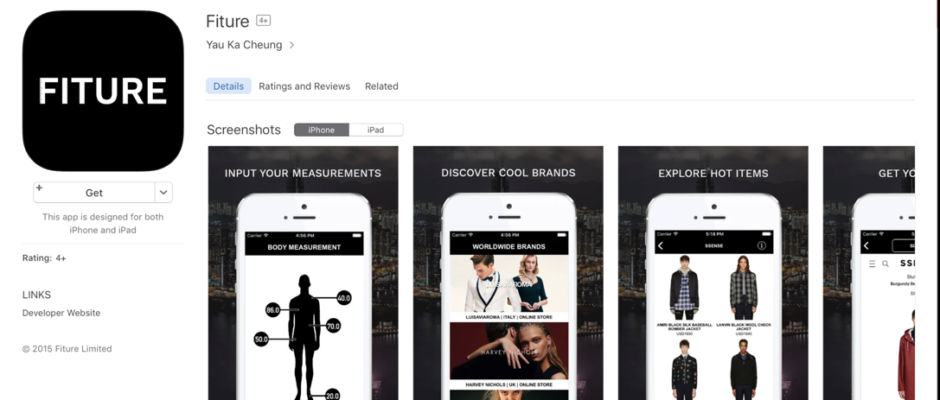 FITURE
Fiture 4+
Yau Ka Cheung >
Details Ratings and Reviews Related
Screenshots iPhone iPad
+ Get
This app is designed for both
iPhone and iPad
Rating: 4+
LINKS
Developer Website
© 2015 Fiture Limited
INPUT YOUR MEASUREMENTS
Carrier 4:56 PM
BODY MEASUREMENT
40.0
86.0
70.0
50.0
20.0
DISCOVER COOL BRANDS
Carrier 4:56 PM
WORLDWIDE BRANDS
LUISAVIAROMA | ITALY | ONLINE STORE
HARVEY NICHOLS
HARVEY NICHOLS | UK | ONLINE STORE
EXPLORE HOT ITEMS
Carrier 5:18 PM
SSENSE
AMBI BLACK SILK BASEBALL
BOMBER JACKET
LANVIN BLACK WOOL CHECK
JACKET
GET YO
Carrier